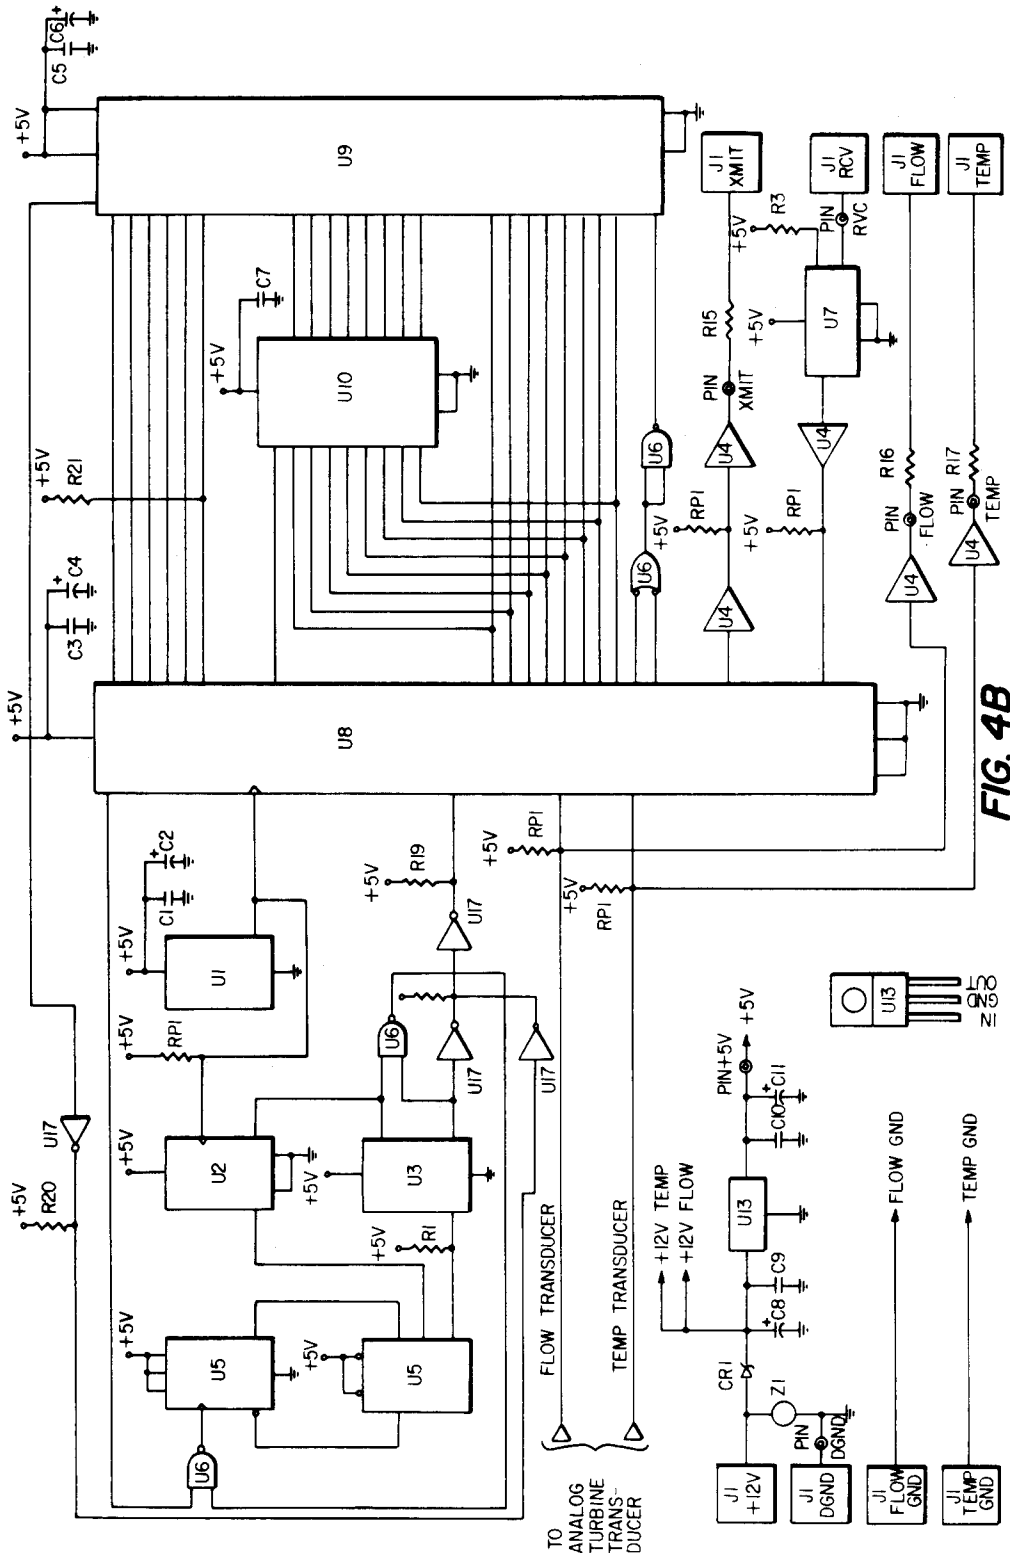 +5V
C5
C6
+
U9
+5V
C3
C4
+
+5V
R21
+5V
U10
C7
U8
U6
U6
+5V
RP1
U4
U4
PIN
XMIT
R15
J1
XMIT
+5V
R3
+5V
U7
PIN
RVC
J1
RCV
+5V
RP1
U4
U4
PIN
FLOW
R16
J1
FLOW
U4
PIN
TEMP
R17
J1
TEMP
+5V
R20
U17
+5V
U5
U6
+5V
U5
+5V
U2
+5V
RP1
+5V
U1
C1
C2
+
+5V
U3
+5V
R1
U6
U17
U17
U17
+5V
R19
+5V
RP1
+5V
RP1
FLOW TRANSDUCER
TEMP TRANSDUCER
TO
ANALOG
TURBINE
TRANS-
DUCER
+12V TEMP
+12V FLOW
J1
+12V
CR1
Z1
C8
+
C9
U13
C10
C11
+
PIN+5V
+5V
J1
DGND
PIN
DGND
J1
FLOW
GND
FLOW GND
J1
TEMP
GND
TEMP GND
U13
IN
GND
OUT
FIG. 4B